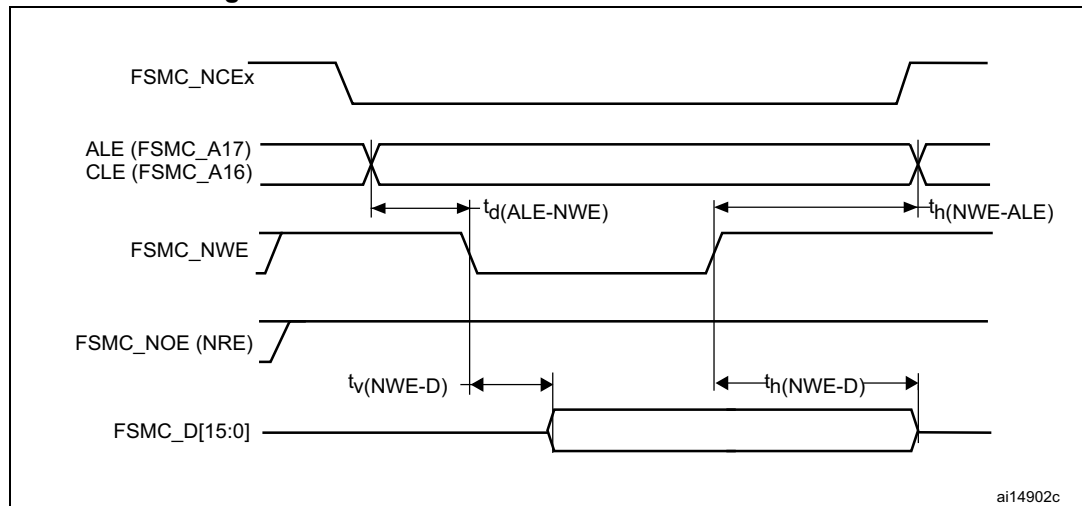 FSMC_NCEx
ALE (FSMC_A17)
CLE (FSMC_A16)
td(ALE-NWE)
th(NWE-ALE)
FSMC_NWE
FSMC_NOE (NRE)
tv(NWE-D)
th(NWE-D)
FSMC_D[15:0]
ai14902c